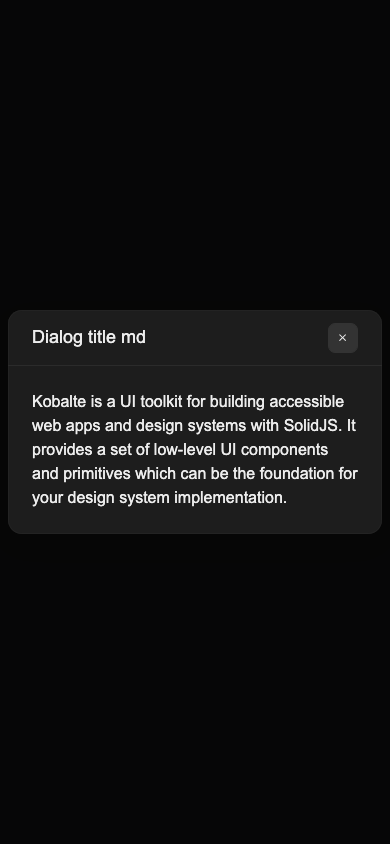 Dialog title md
×
Kobalte is a UI toolkit for building accessible
web apps and design systems with SolidJS. It
provides a set of low-level UI components
and primitives which can be the foundation for
your design system implementation.